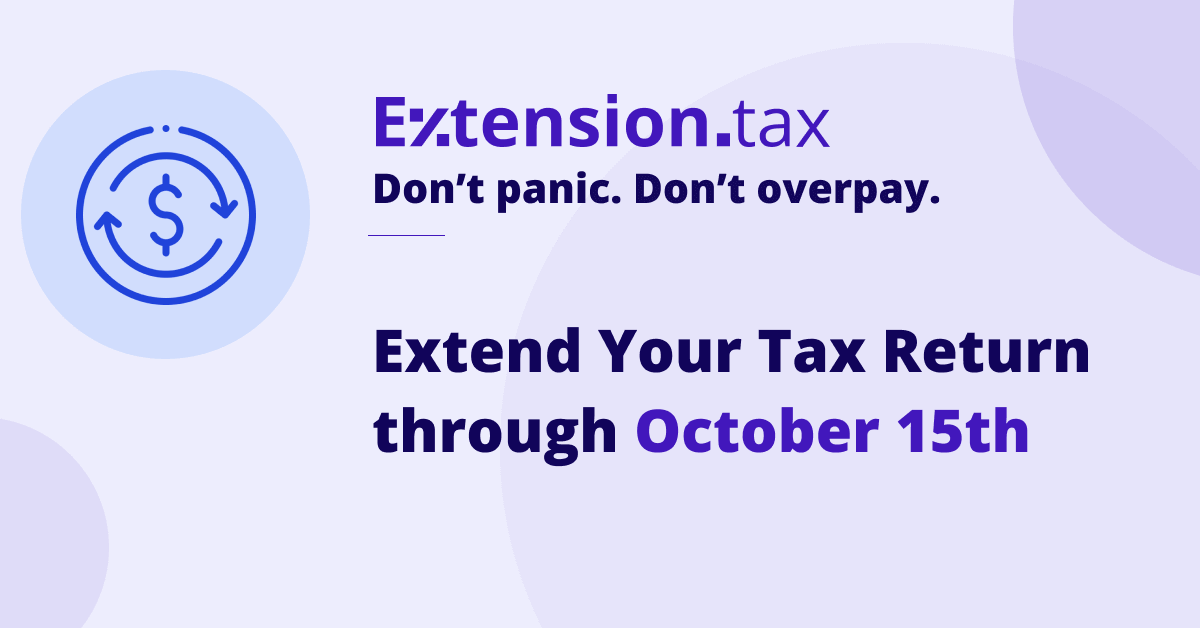 Extension.tax
Don’t panic. Don’t overpay.
Extend Your Tax Return
through October 15th